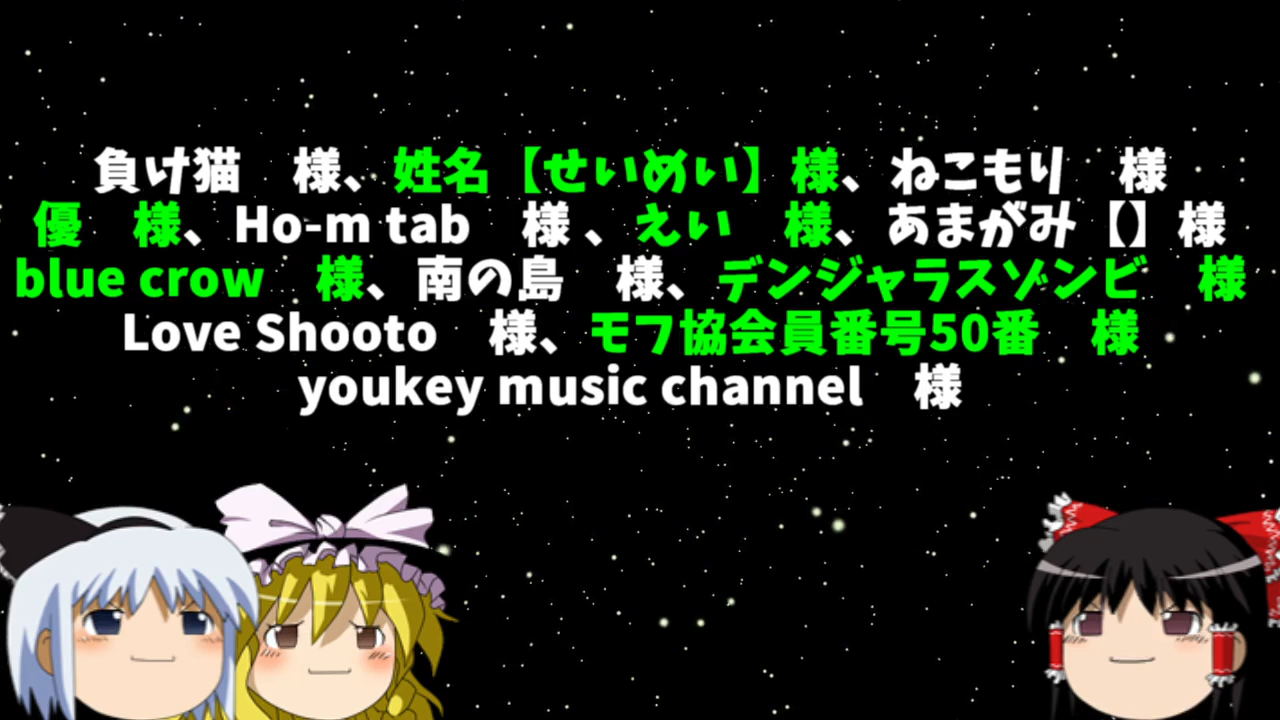 負け猫　様、姓名【せいめい】様、ねこもり　様
優　様、Ho-m tab　様 、えい　様、あまがみ【】様
blue crow　様、南の島　様、デンジャラスゾンビ　様
Love Shooto　様、モフ協会員番号50番　様
youkey music channel　様